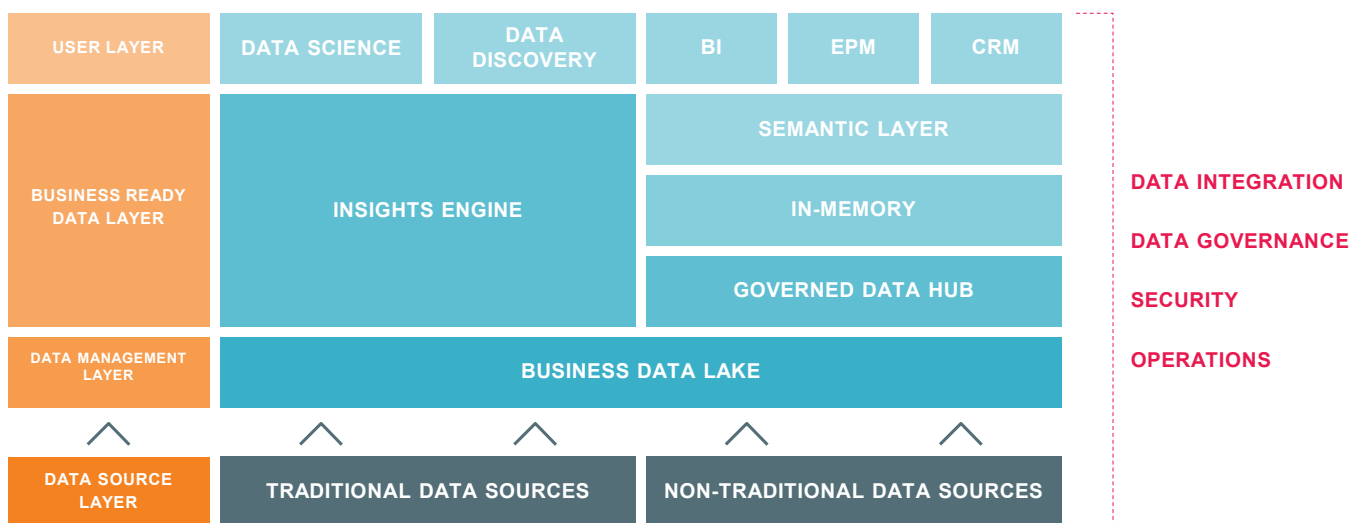 USER LAYER
DATA SCIENCE
DATA
DISCOVERY
BI
EPM
CRM
BUSINESS READY
DATA LAYER
INSIGHTS ENGINE
SEMANTIC LAYER
IN-MEMORY
GOVERNED DATA HUB
DATA MANAGEMENT
LAYER
BUSINESS DATA LAKE
DATA SOURCE
LAYER
TRADITIONAL DATA SOURCES
NON-TRADITIONAL DATA SOURCES
DATA INTEGRATION
DATA GOVERNANCE
SECURITY
OPERATIONS